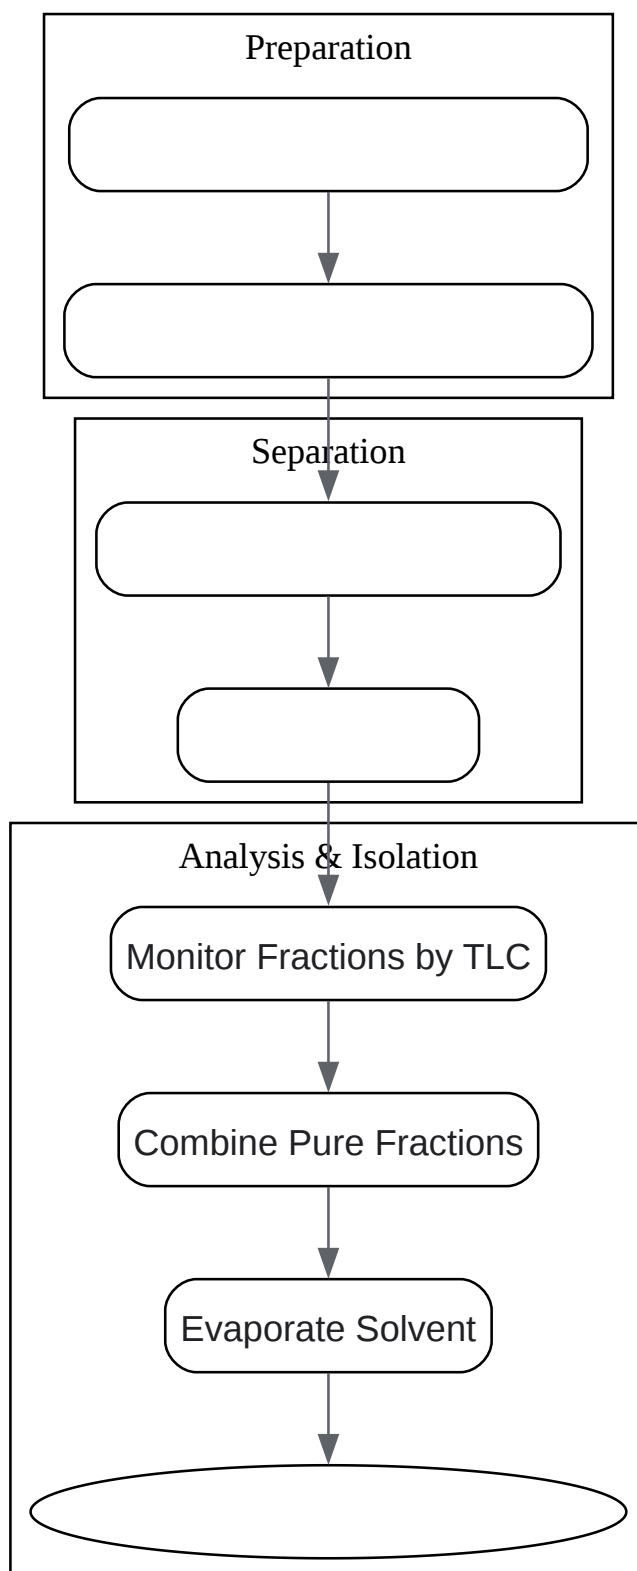 Preparation
Separation
Analysis & Isolation
Monitor Fractions by TLC
Combine Pure Fractions
Evaporate Solvent